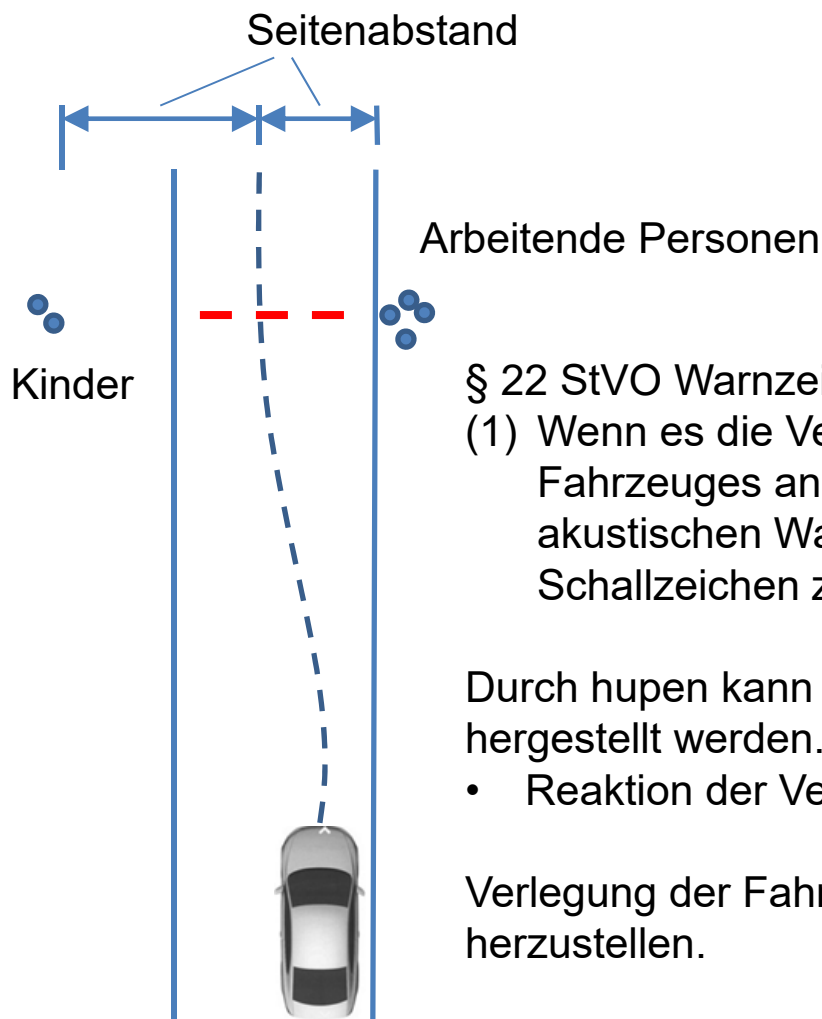 Seitenabstand
Arbeitende Personen
Kinder
§ 22 StVO Warnzei
(1) Wenn es die Ve
Fahrzeuges an
akustischen Wa
Schallzeichen z
Durch hupen kann
hergestellt werden.
• Reaktion der Ve
Verlegung der Fahr
herzustellen.